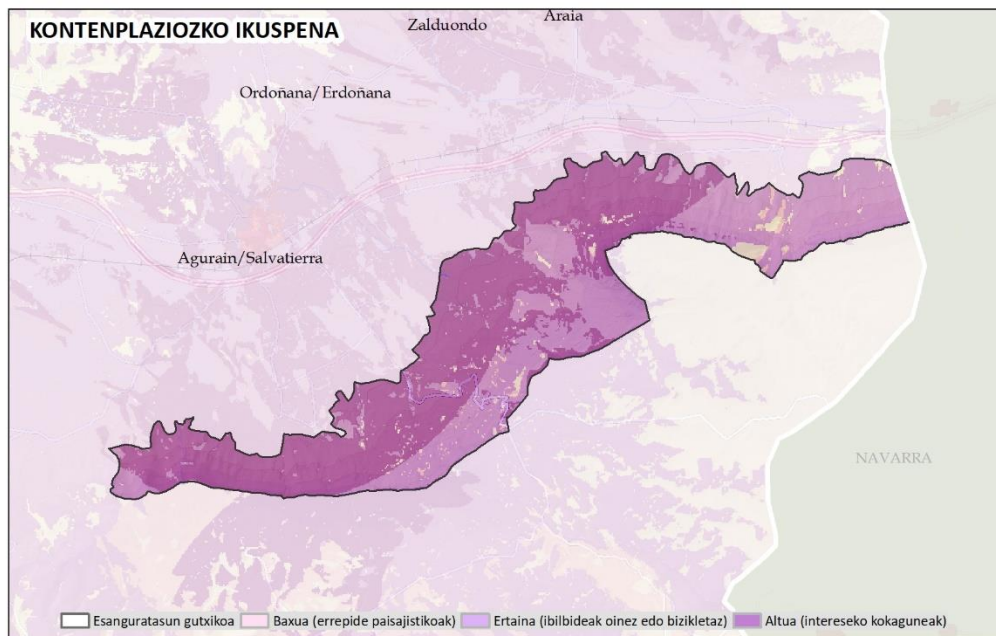 KONTENPLAZIOZKO IKUSPENA
Zalduondo
Araia
Ordoñana/Erdoñana
Agurain/Salvatierra
NAVARRA
Esanguratasun gutxikoa
Baxua (errepide paisajistikoak)
Ertaina (ibilbideak oinez edo bizikletaz)
Altua (intereseko kokaguneak)